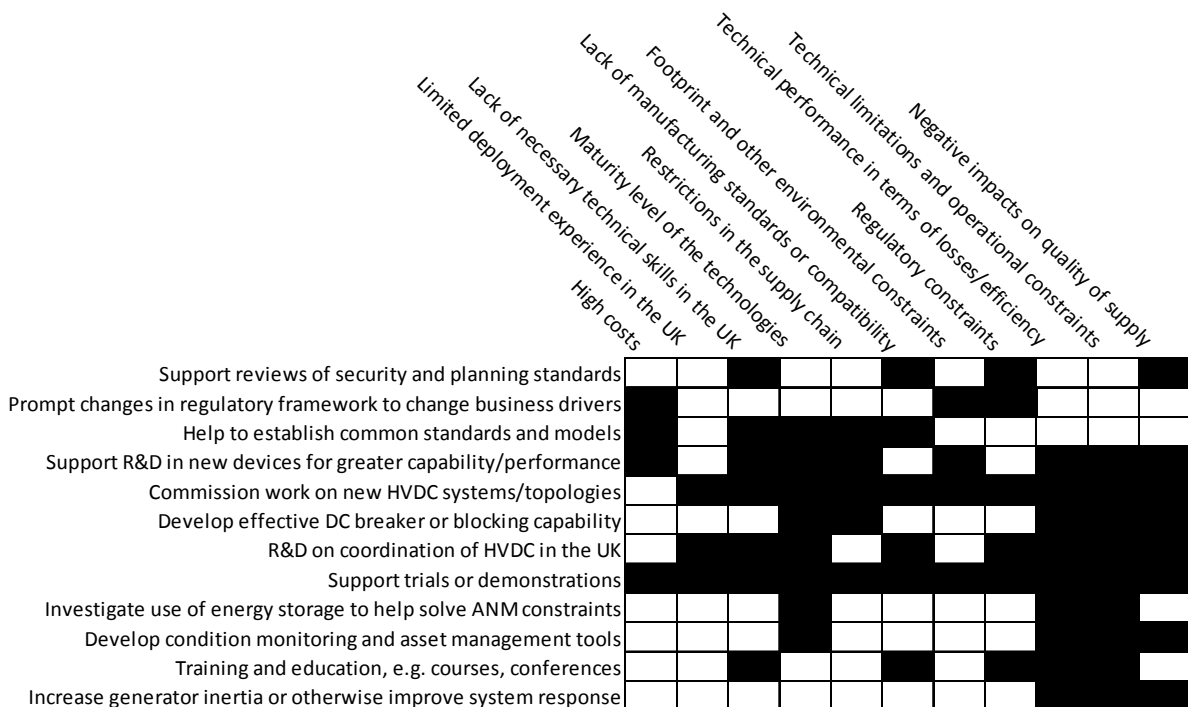 High costs
Limited deployment experience in the UK
Lack of necessary technical skills in the UK
Maturity level of the technologies
Restrictions in the supply chain
Lack of manufacturing standards or compatibility
Footprint and other environmental constraints
Regulatory constraints
Technical performance in terms of losses/efficiency
Technical limitations and operational constraints
Negative impacts on quality of supply
Support reviews of security and planning standards
Prompt changes in regulatory framework to change business drivers
Help to establish common standards and models
Support R&D in new devices for greater capability/performance
Commission work on new HVDC systems/topologies
Develop effective DC breaker or blocking capability
R&D on coordination of HVDC in the UK
Support trials or demonstrations
Investigate use of energy storage to help solve ANM constraints
Develop condition monitoring and asset management tools
Training and education, e.g. courses, conferences
Increase generator inertia or otherwise improve system response